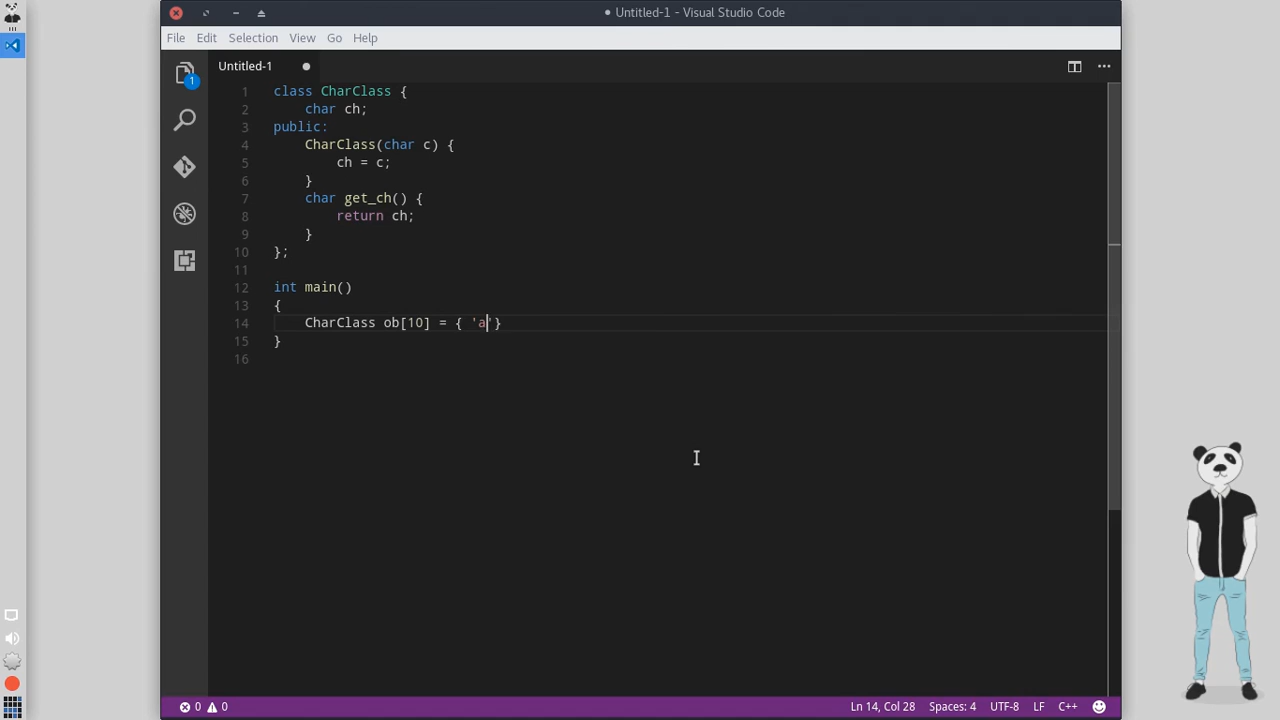 ● Untitled-1 - Visual Studio Code
File Edit Selection View Go Help
Untitled-1
1
1 class CharClass {
2     char ch;
3 public:
4     CharClass(char c) {
5         ch = c;
6     }
7     char get_ch() {
8         return ch;
9     }
10 };
11
12 int main()
13 {
14     CharClass ob[10] = { 'a'}
15 }
16
0 0 Ln 14, Col 28 Spaces: 4 UTF-8 LF C++